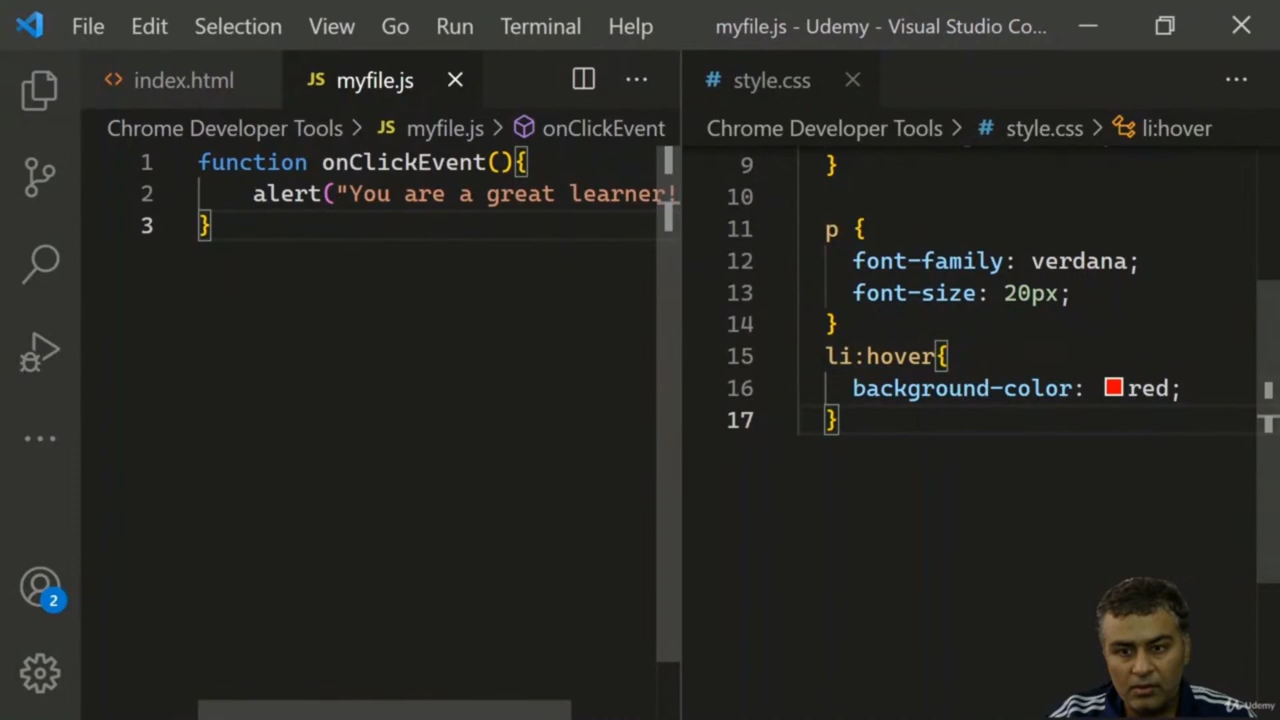 File Edit Selection View Go Run Terminal Help myfile.js - Udemy - Visual Studio Co...
index.html JS myfile.js
# style.css
Chrome Developer Tools > JS myfile.js > onClickEvent
1 function onClickEvent(){
2 alert("You are a great learner!
3 }
Chrome Developer Tools > # style.css > li:hover
9 }
10
11 p {
12 font-family: verdana;
13 font-size: 20px;
14 }
15 li:hover{
16 background-color: red;
17 }
2
Udemy